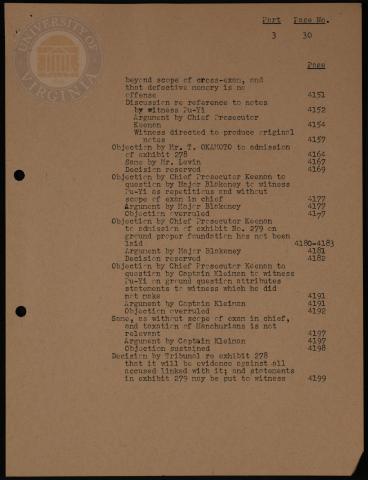 UNIVERSITY OF VIRGINIA
Part Page No.
3 30
Page
beyond scope of cross-exam, and
that defective memory is no
offense 4151
Discussion re reference to notes
by witness Pu-Yi 4152
Argument by Chief Prosecutor
Keenan 4154
Witness directed to produce original
notes 4157
Objection by Mr. T. OKAMOTO to admission
of exhibit 278 4164
Same by Mr. Levin 4167
Decision reserved 4169
Objection by Chief Prosecutor Keenan to
question by Major Blakeney to witness
Pu-Yi as repetitious and without
scope of exam in chief 4177
Argument by Major Blakeney 4177
Objection overruled 4177
Objection by Chief Prosecutor Keenan
to admission of exhibit No. 279 on
ground proper foundation has not been
laid 4180-4183
Argument by Major Blakeney 4181
Decision reserved 4182
Objection by Chief Prosecutor Keenan to
question by Captain Kleiman to witness
Pu-Yi on ground question attributes
statements to witness which he did
not make 4191
Argument by Captain Kleiman 4191
Objection overruled 4192
Same, as without scope of exam in chief,
and taxation of Manchurians is not
relevant 4197
Argument by Captain Kleiman 4197
Objection sustained 4198
Decision by Tribunal re exhibit 278
that it will be evidence against all
accused linked with it; and statements
in exhibit 279 may be put to witness 4199